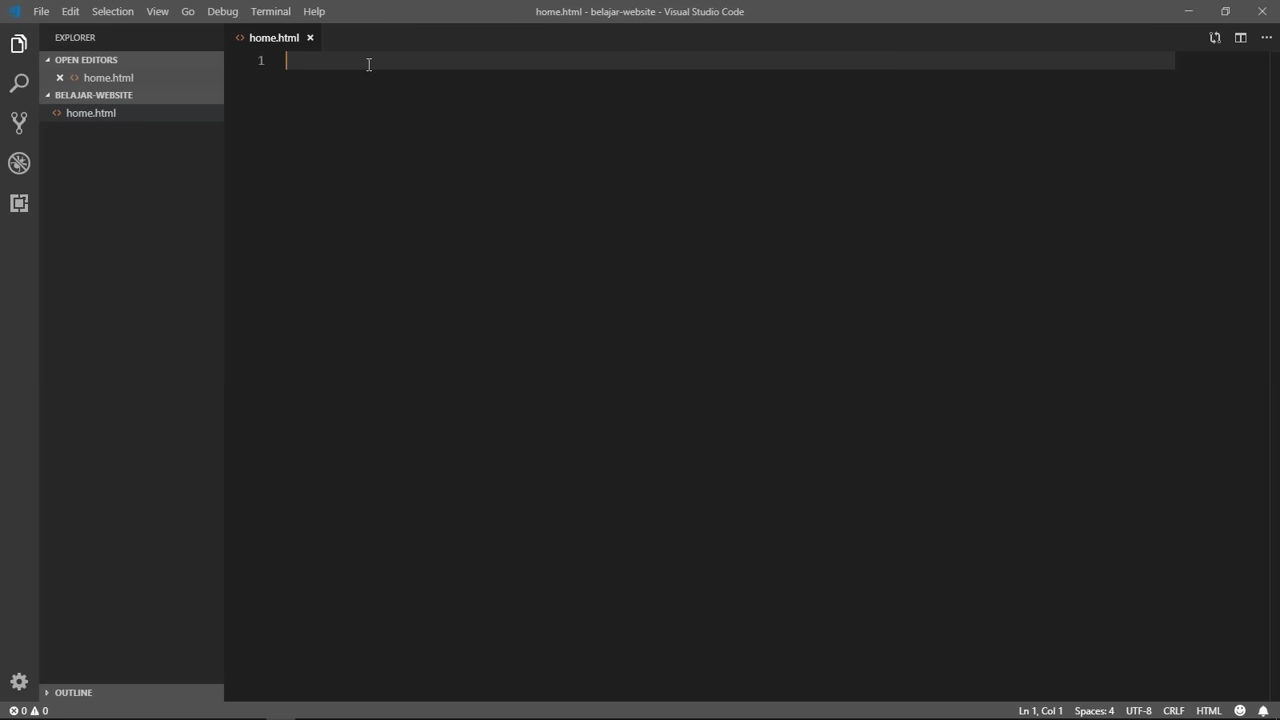 File Edit Selection View Go Debug Terminal Help
home.html - belajar-website - Visual Studio Code
EXPLORER
home.html
OPEN EDITORS
home.html
BELAJAR-WEBSITE
home.html
1
OUTLINE
0 0
Ln 1, Col 1 Spaces: 4 UTF-8 CRLF HTML